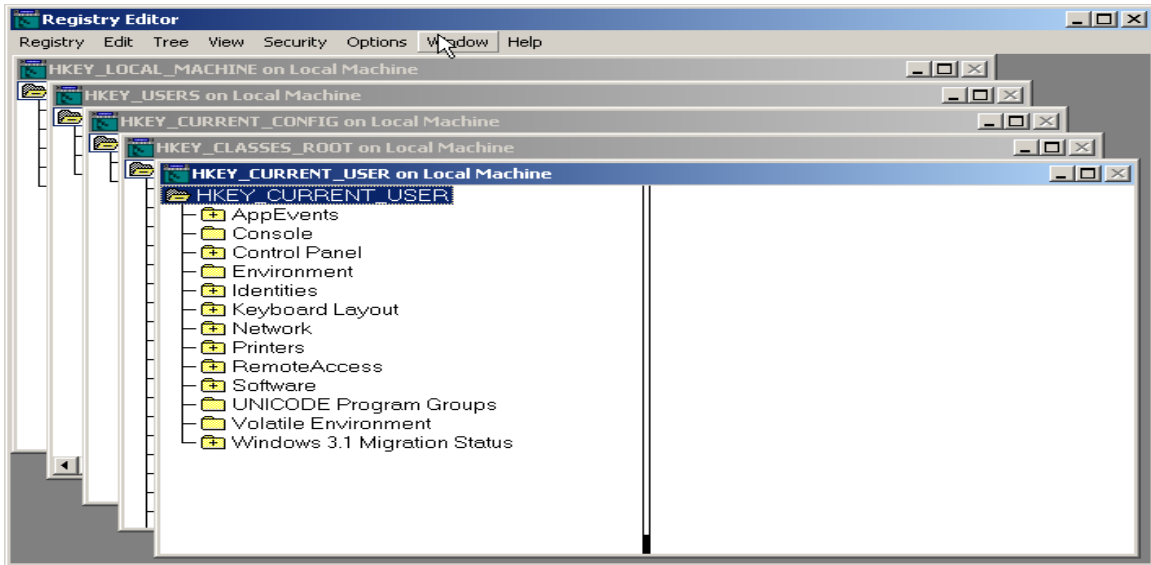 Registry Editor
Registry Edit Tree View Security Options Window Help
HKEY_LOCAL_MACHINE on Local Machine
HKEY_USERS on Local Machine
HKEY_CURRENT_CONFIG on Local Machine
HKEY_CLASSES_ROOT on Local Machine
HKEY_CURRENT_USER on Local Machine
HKEY_CURRENT_USER
AppEvents
Console
Control Panel
Environment
Identities
Keyboard Layout
Network
Printers
RemoteAccess
Software
UNICODE Program Groups
Volatile Environment
Windows 3.1 Migration Status